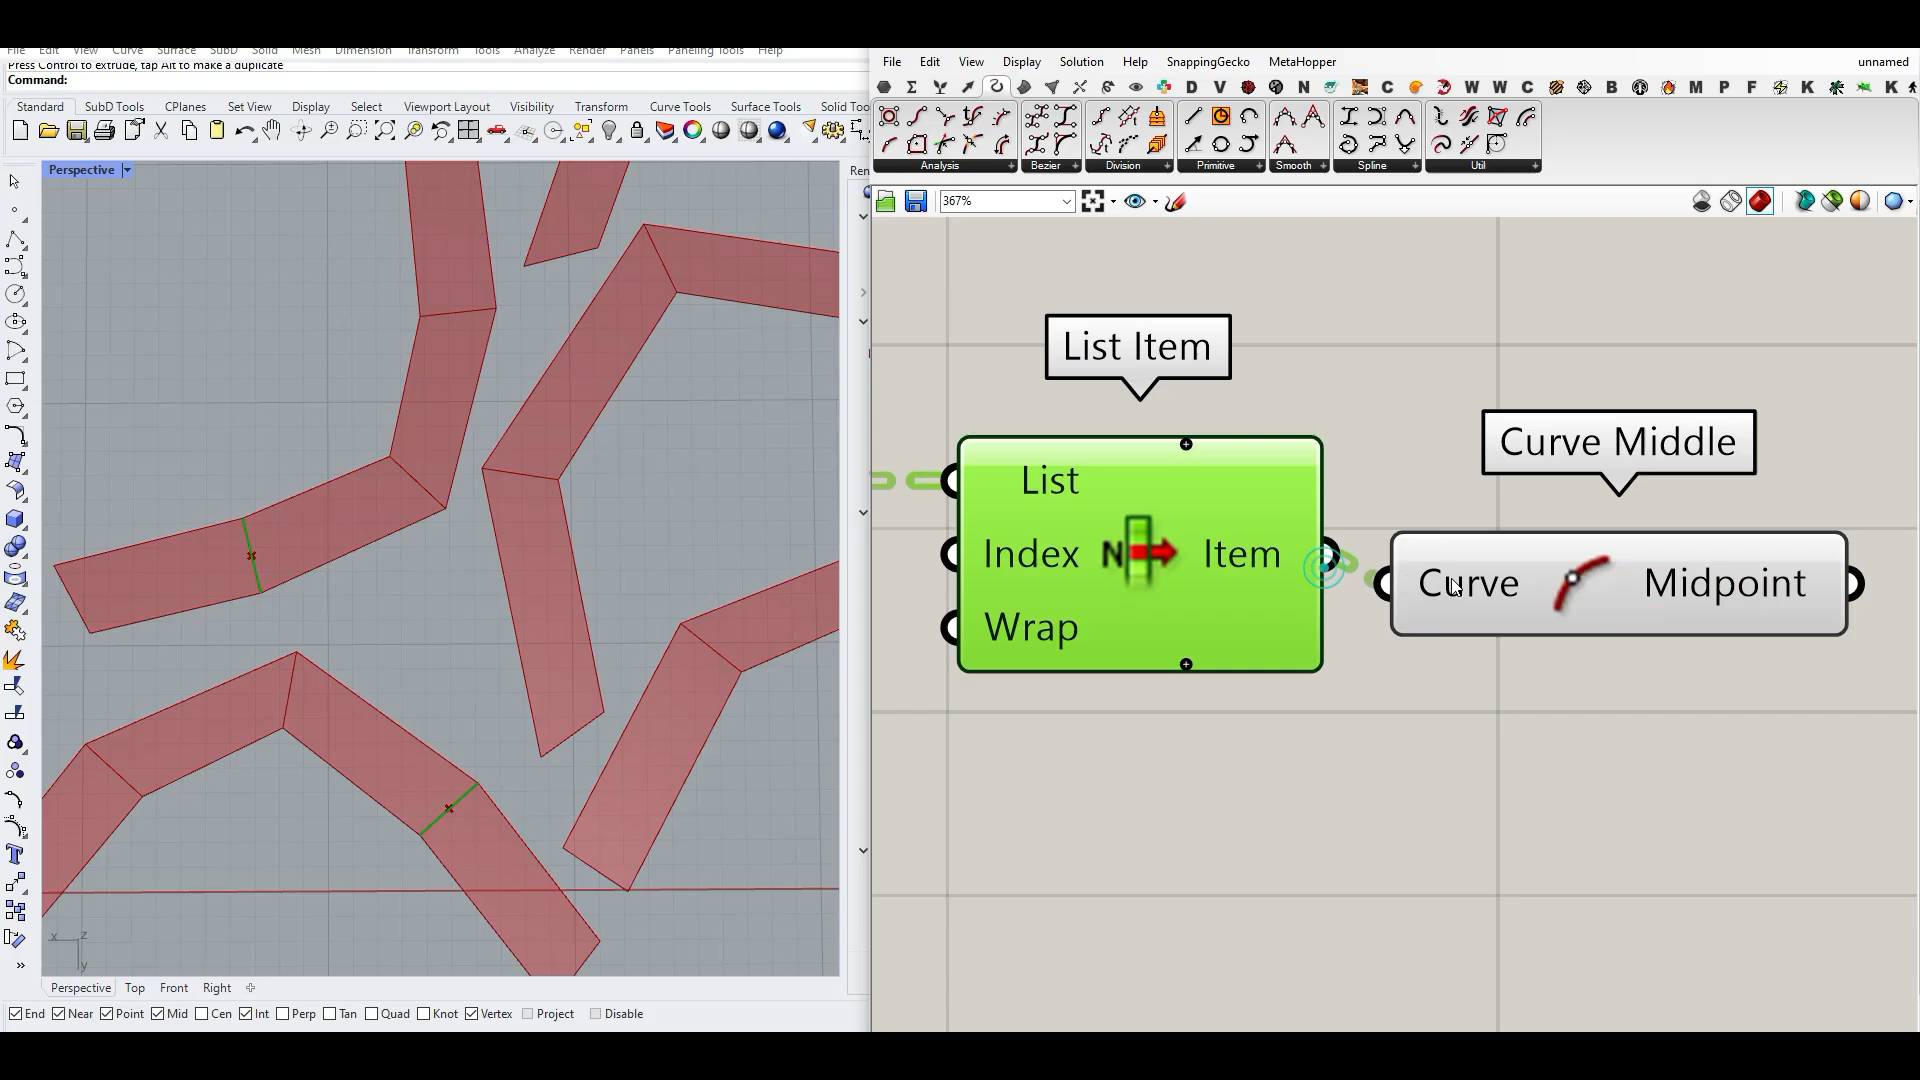 File Edit View Curve Surface SubD Solid Mesh Dimension Transform Tools Analyze Render Panels Paneling Tools Help
Press Control to extrude, tap Alt to make a duplicate
Command:
Standard SubD Tools CPlanes Set View Display Select Viewport Layout Visibility Transform Curve Tools Surface Tools Solid Too
Perspective
Ren
x z
y
Perspective Top Front Right
End Near Point Mid Cen Int Perp Tan Quad Knot Vertex Project Disable
File Edit View Display Solution Help SnappingGecko MetaHopper unnamed
D V N C W W C B M P F K K
Analysis Bezier Division Primitive Smooth Spline Util
367%
List Item
List
Index N Item
Wrap
Curve Middle
Curve Midpoint